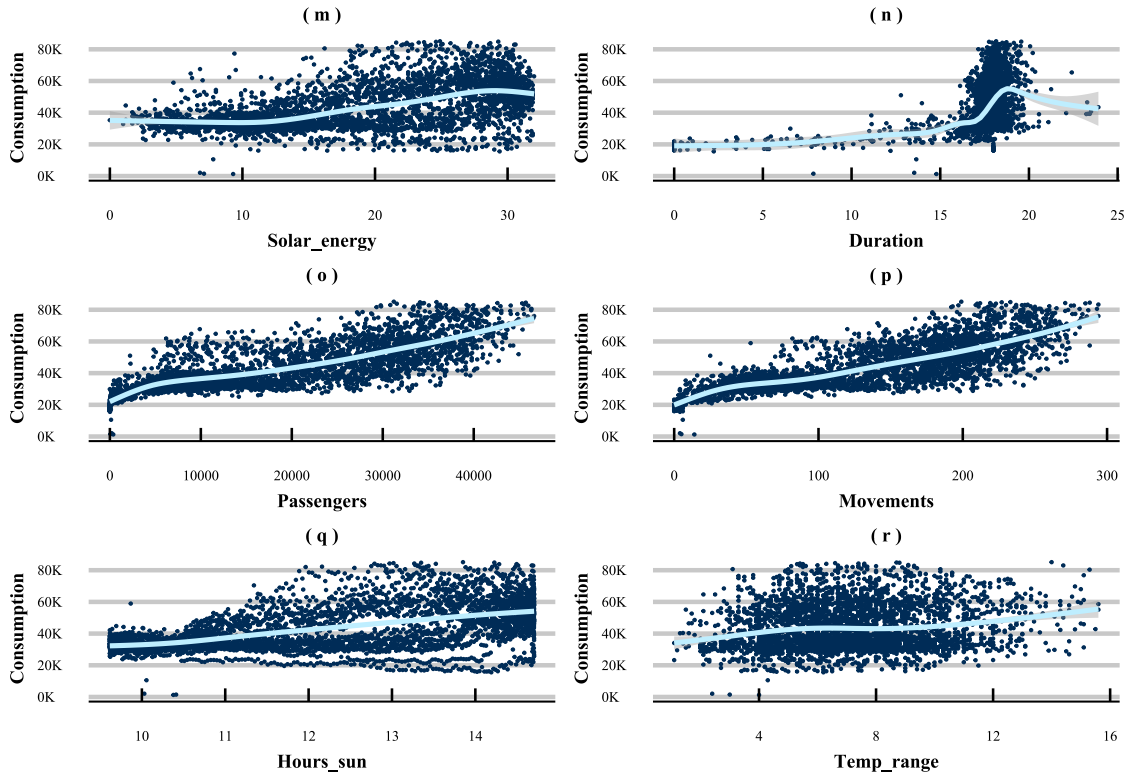 ( m )
Consumption
80K
60K
40K
20K
0K
0 10 20 30
Solar_energy
( n )
Consumption
80K
60K
40K
20K
0K
0 5 10 15 20 25
Duration
( o )
Consumption
80K
60K
40K
20K
0K
0 10000 20000 30000 40000
Passengers
( p )
Consumption
80K
60K
40K
20K
0K
0 100 200 300
Movements
( q )
Consumption
80K
60K
40K
20K
0K
10 11 12 13 14
Hours_sun
( r )
Consumption
80K
60K
40K
20K
0K
4 8 12 16
Temp_range